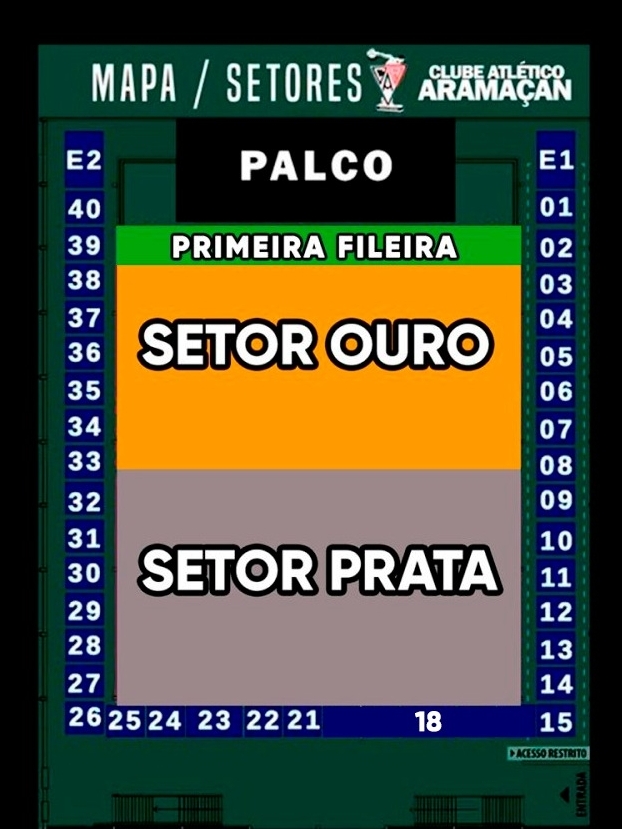 MAPA / SETORES
CLUBE ATLÉTICO
ARAMAÇAN
E2
PALCO
E1
40
01
39
PRIMEIRA FILEIRA
02
38
03
37
SETOR OURO
04
36
05
35
06
34
07
33
08
32
09
31
10
30
SETOR PRATA
11
29
12
28
13
27
14
26 25 24 23 22 21 18 15
ACESSO RESTRITO
ENTRADA